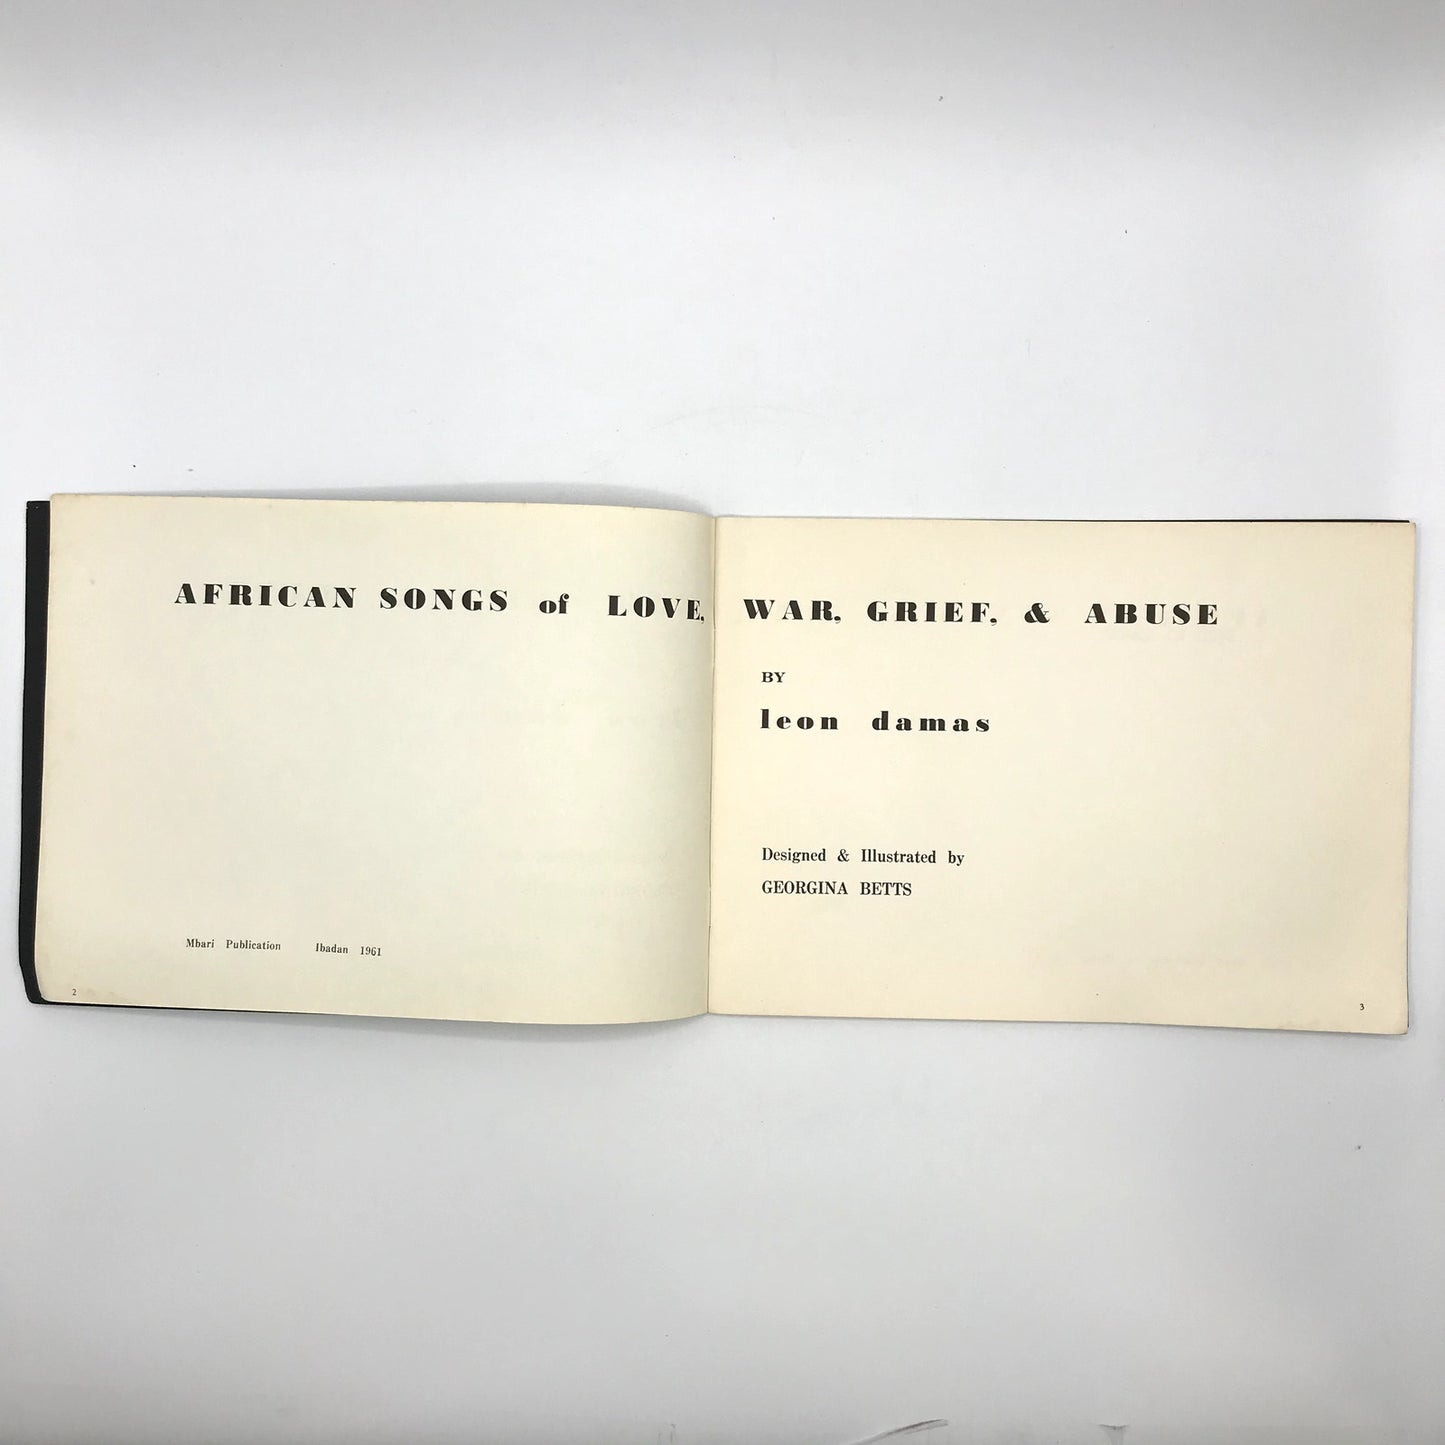 AFRICAN SONGS of LOVE, WAR, GRIEF, & ABUSE
BY
leon damas
Designed & Illustrated by
GEORGINA BETTS
Mbari Publication Ibadan 1961
2
3